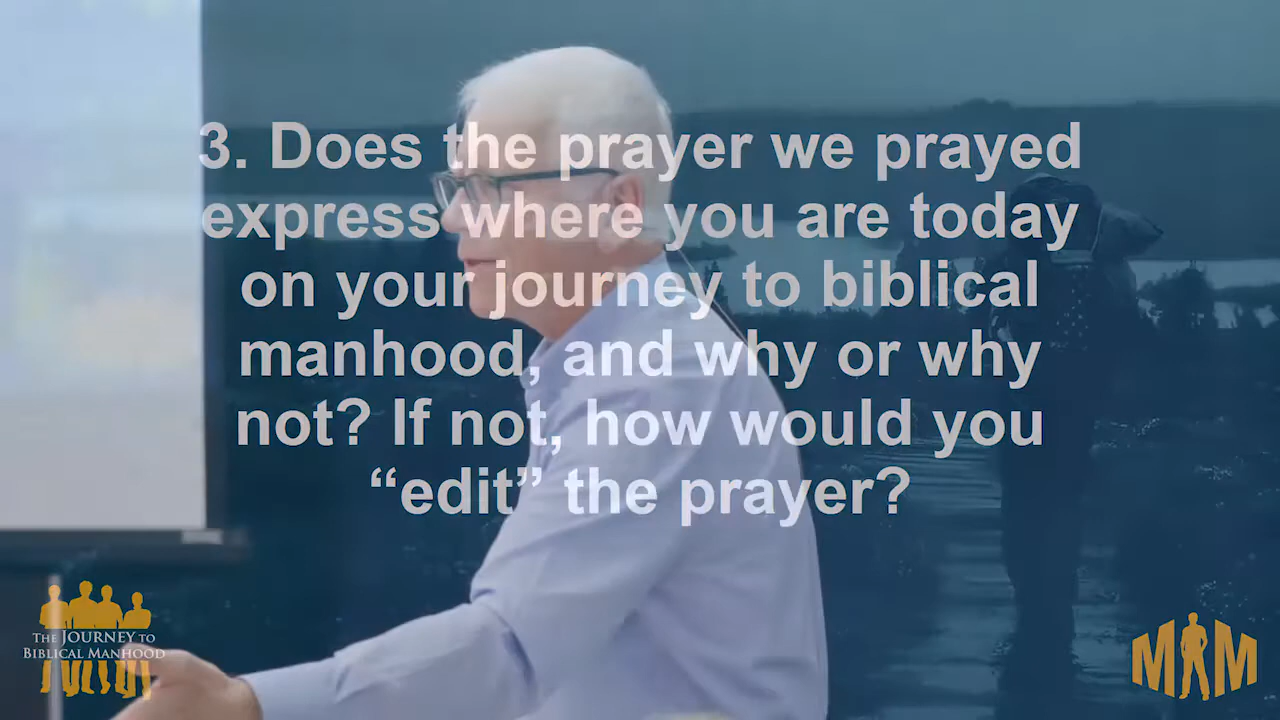 3. Does the prayer we prayed
express where you are today
on your journey to biblical
manhood, and why or why
not? If not, how would you
“edit” the prayer?
THE JOURNEY TO
BIBLICAL MANHOOD
MIM